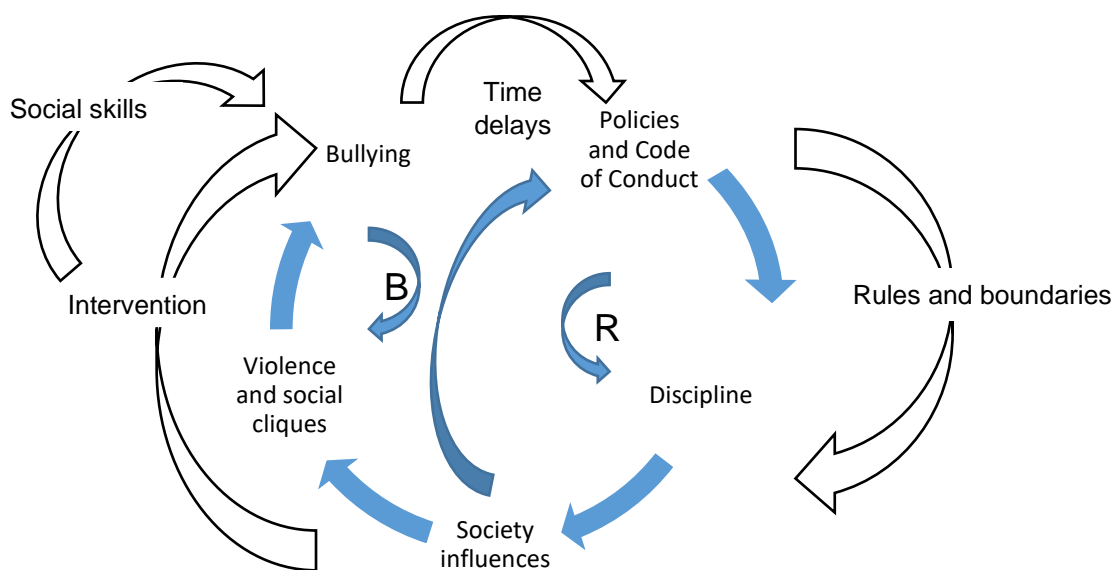 Social skills
Bullying
Time
delays
Policies
and Code
of Conduct
Intervention
B
R
Rules and boundaries
Violence
and social
cliques
Discipline
Society
influences